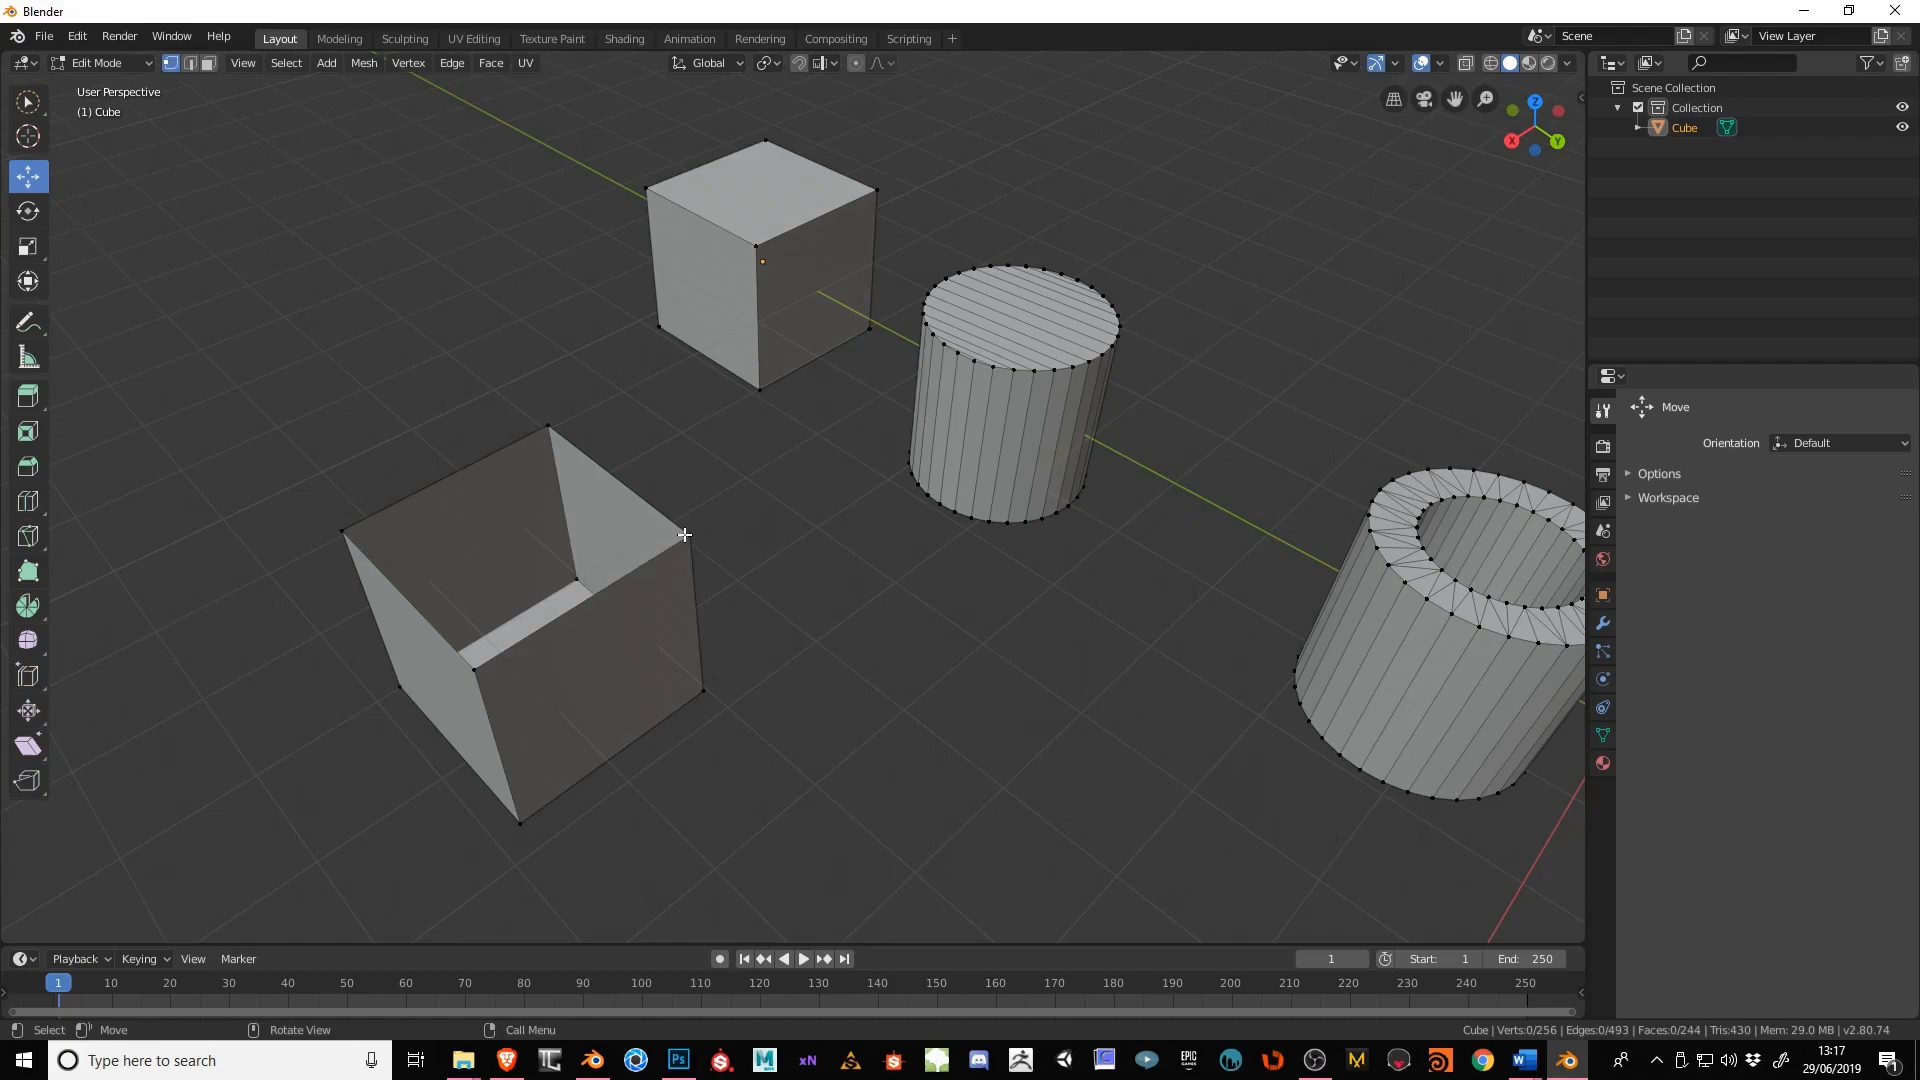 Blender
File Edit Render Window Help Layout Modeling Sculpting UV Editing Texture Paint Shading Animation Rendering Compositing Scripting Scene View Layer
Edit Mode View Select Add Mesh Vertex Edge Face UV Global
User Perspective
(1) Cube
Z
X
Y
Scene Collection
Collection
Cube
Move
Orientation Default
Options
Workspace
Playback Keying View Marker 1 Start: 1 End: 250
1 10 20 30 40 50 60 70 80 90 100 110 120 130 140 150 160 170 180 190 200 210 220 230 240 250
Select Move Rotate View Call Menu Cube | Verts:0/256 | Edges:0/493 | Faces:0/244 | Tris:430 | Mem: 29.0 MB | v2.80.74
Type here to search
13:17
29/06/2019